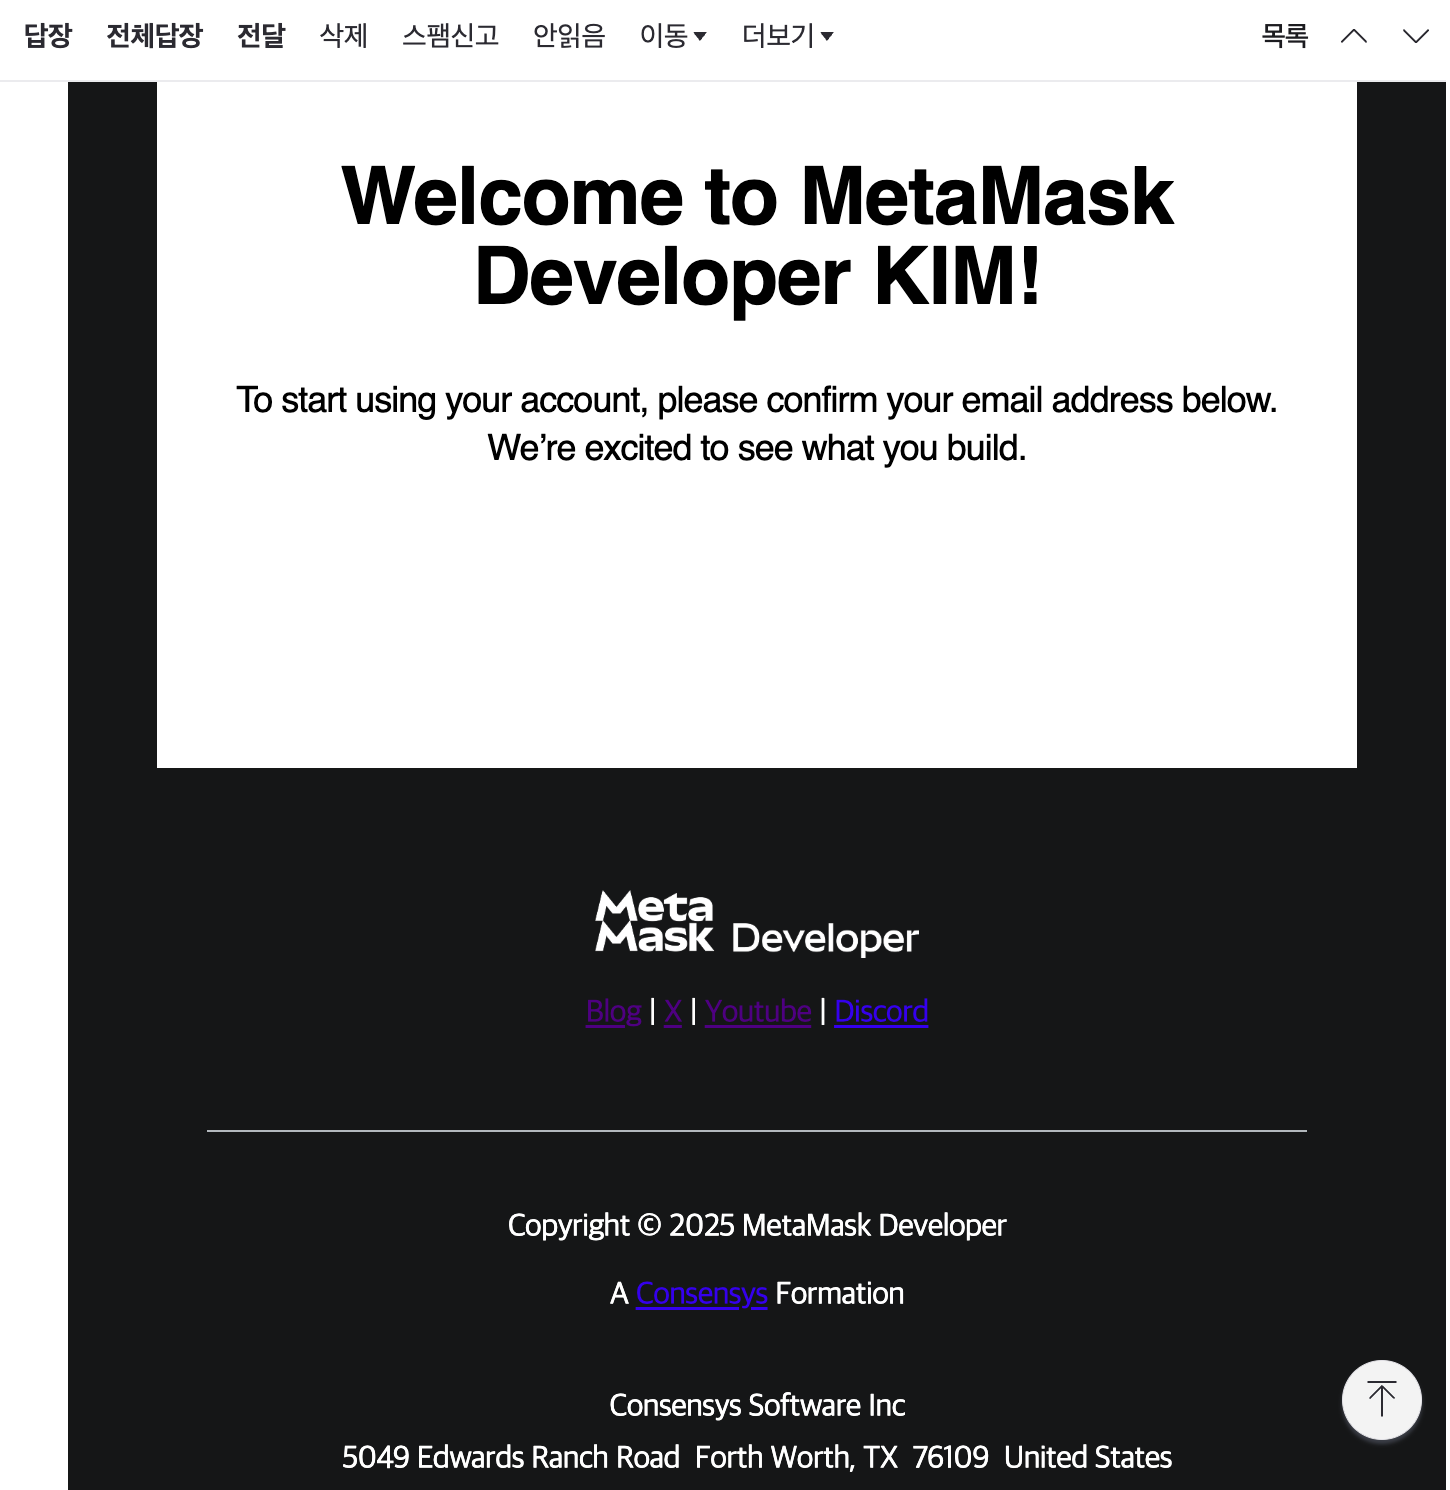 답장 전체답장 전달 삭제 스팸신고 안읽음 이동 더보기 목록
Welcome to MetaMask
Developer KIM!
To start using your account, please confirm your email address below.
We’re excited to see what you build.
Meta
Mask Developer
Blog | X | Youtube | Discord
Copyright © 2025 MetaMask Developer
A Consensys Formation
Consensys Software Inc
5049 Edwards Ranch Road  Forth Worth, TX  76109  United States